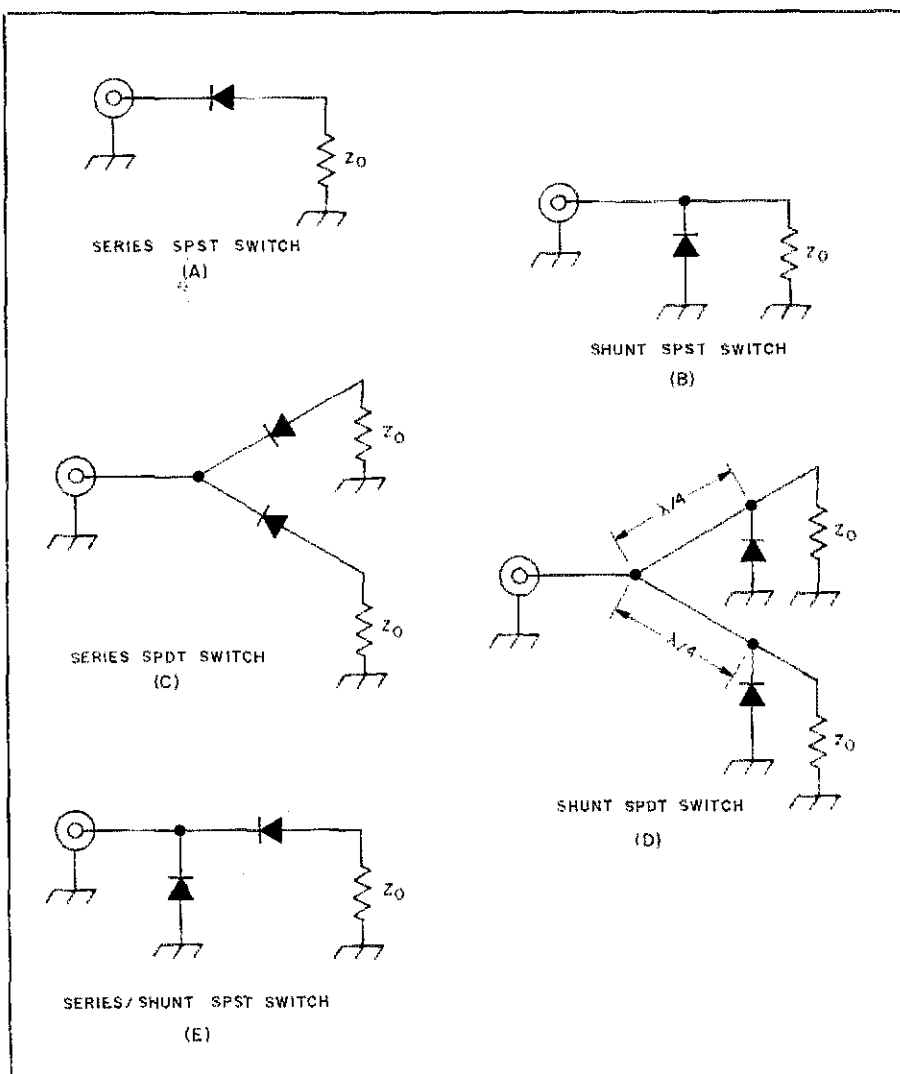 Z0
SERIES SPST SWITCH
(A)
Z0
SHUNT SPST SWITCH
(B)
Z0
Z0
SERIES SPDT SWITCH
(C)
λ/4
λ/4
Z0
Z0
SHUNT SPDT SWITCH
(D)
Z0
SERIES/SHUNT SPST SWITCH
(E)